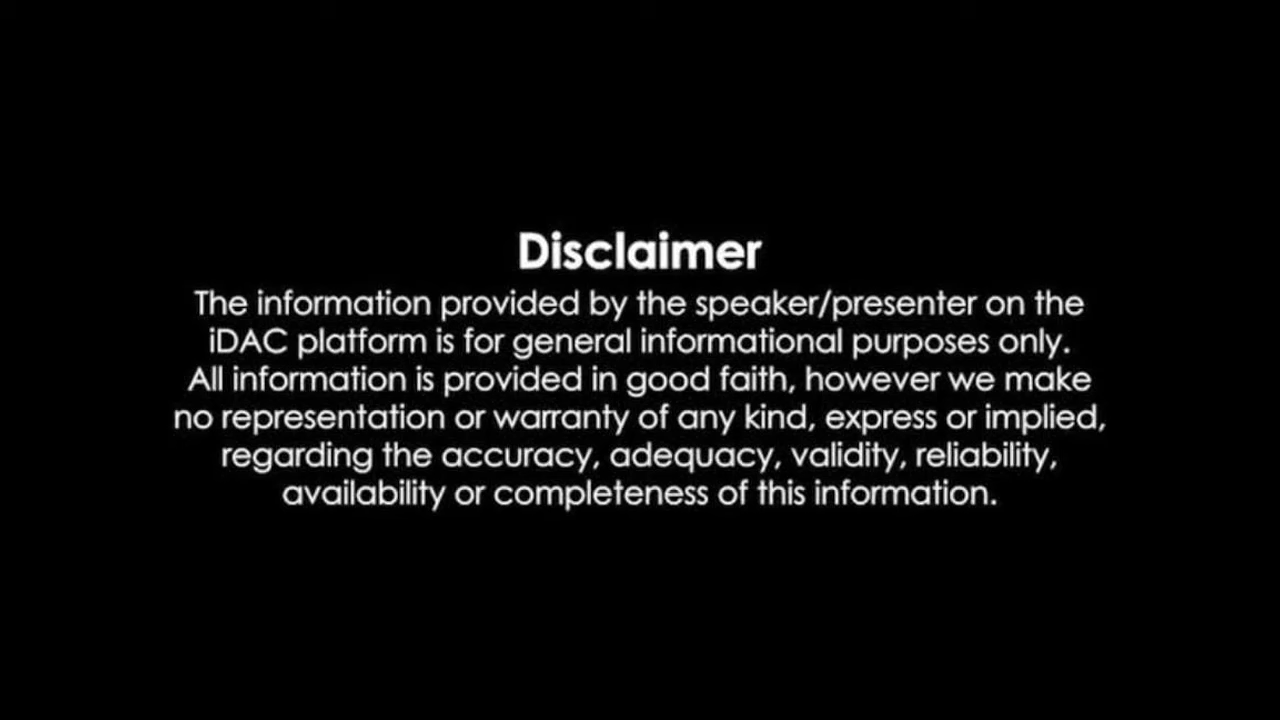 Disclaimer
The information provided by the speaker/presenter on the
iDAC platform is for general informational purposes only.
All information is provided in good faith, however we make
no representation or warranty of any kind, express or implied,
regarding the accuracy, adequacy, validity, reliability,
availability or completeness of this information.